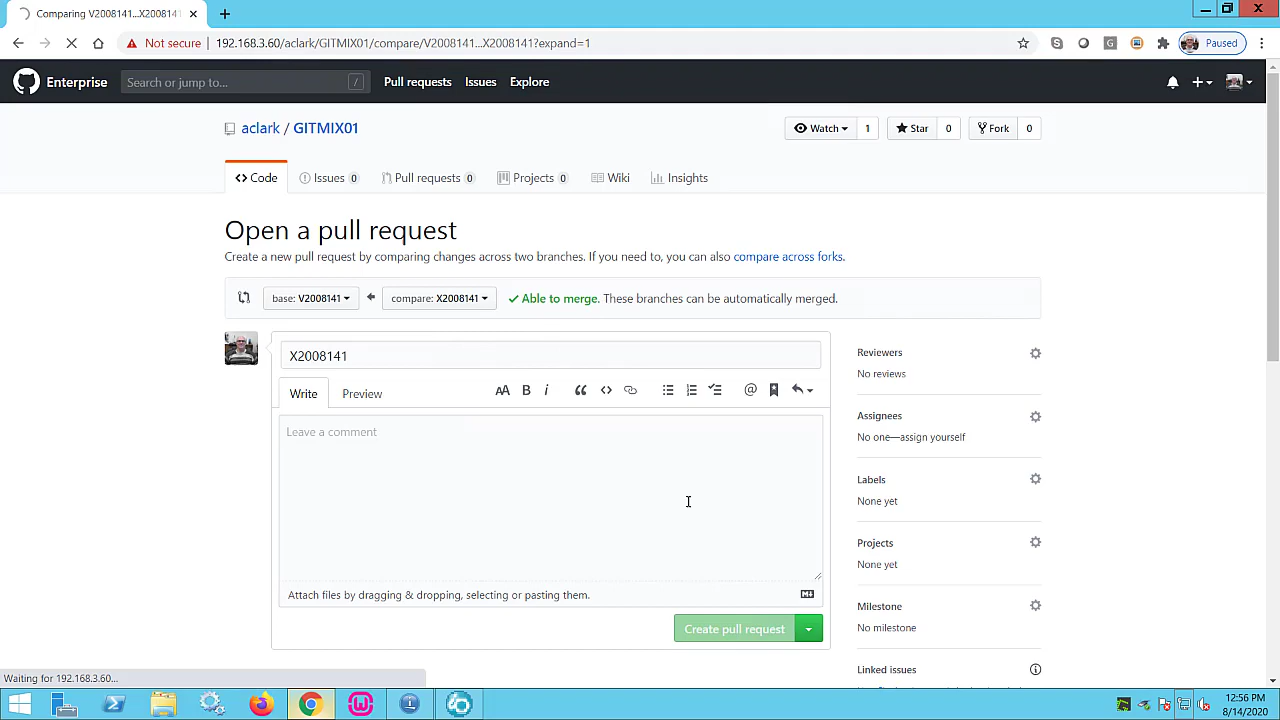 Comparing V2008141...X2008141
Not secure
192.168.3.60/aclark/GITMIX01/compare/V2008141...X2008141?expand=1
Paused
Enterprise
Search or jump to...
/
Pull requests
Issues
Explore
aclark / GITMIX01
Watch 1
Star 0
Fork 0
Code
Issues 0
Pull requests 0
Projects 0
Wiki
Insights
Open a pull request
Create a new pull request by comparing changes across two branches. If you need to, you can also compare across forks.
base: V2008141
compare: X2008141
Able to merge. These branches can be automatically merged.
X2008141
Write
Preview
AA B i
@
Leave a comment
Attach files by dragging & dropping, selecting or pasting them.
Create pull request
Reviewers
No reviews
Assignees
No one—assign yourself
Labels
None yet
Projects
None yet
Milestone
No milestone
Linked issues
Waiting for 192.168.3.60...
12:56 PM
8/14/2020